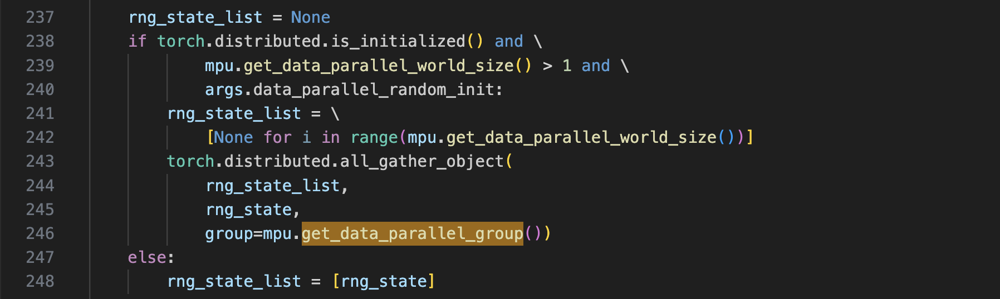 237 rng_state_list = None
238 if torch.distributed.is_initialized() and \
239 mpu.get_data_parallel_world_size() > 1 and \
240 args.data_parallel_random_init:
241 rng_state_list = \
242 [None for i in range(mpu.get_data_parallel_world_size())]
243 torch.distributed.all_gather_object(
244 rng_state_list,
245 rng_state,
246 group=mpu.get_data_parallel_group())
247 else:
248 rng_state_list = [rng_state]